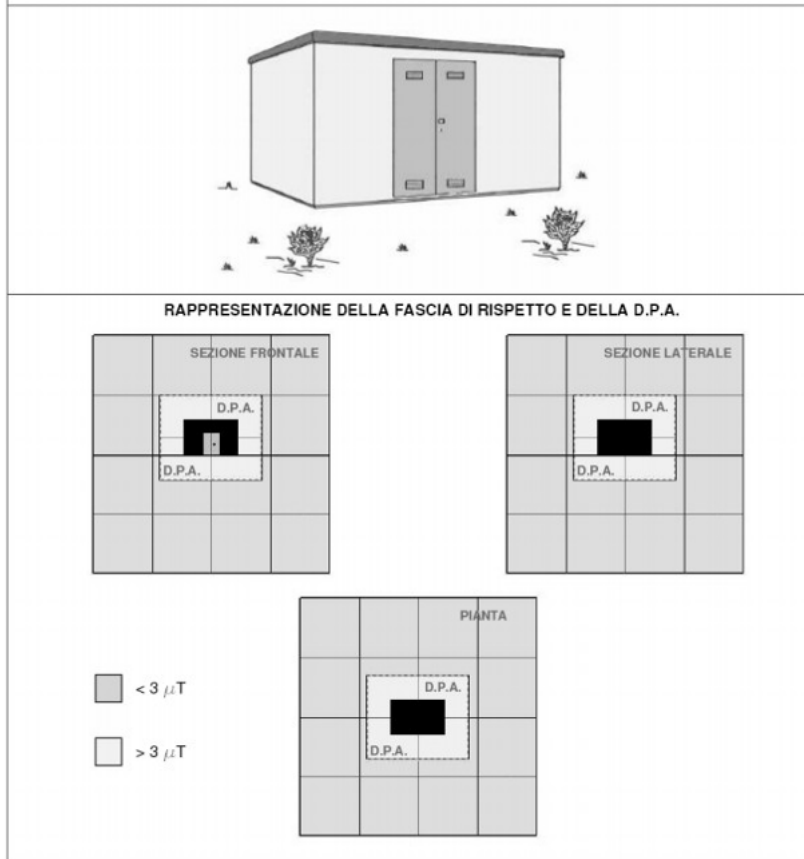 RAPPRESENTAZIONE DELLA FASCIA DI RISPETTO E DELLA D.P.A.
SEZIONE FRONTALE
D.P.A.
D.P.A.
SEZIONE LATERALE
D.P.A.
D.P.A.
PIANTA
D.P.A.
D.P.A.
< 3 μT
> 3 μT